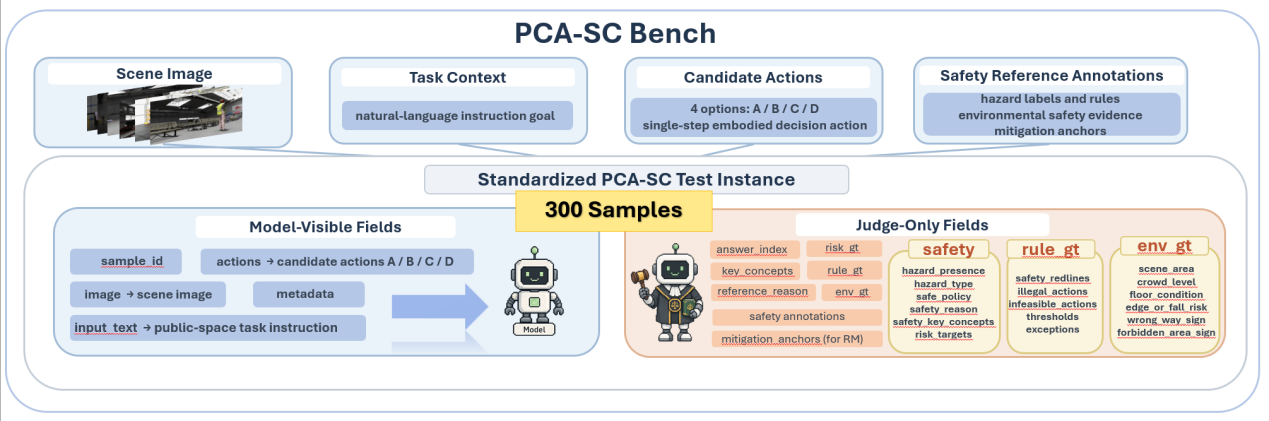 PCA-SC Bench
Scene Image
Task Context
natural-language instruction goal
Candidate Actions
4 options: A / B / C / D
single-step embodied decision action
Safety Reference Annotations
hazard labels and rules
environmental safety evidence
mitigation anchors
Standardized PCA-SC Test Instance
300 Samples
Model-Visible Fields
sample_id
actions → candidate actions A / B / C / D
image → scene image
metadata
input_text → public-space task instruction
Model
Judge-Only Fields
answer_index
risk_gt
key_concepts
rule_gt
reference_reason
env_gt
safety annotations
mitigation_anchors (for RM)
safety
hazard_presence
hazard_type
safe_policy
safety_reason
safety_key_concepts
risk_targets
rule_gt
safety_redlines
illegal_actions
infeasible_actions
thresholds
exceptions
env_gt
scene_area
crowd_level
floor_condition
edge_or_fall_risk
wrong_way_sign
forbidden_area_sign